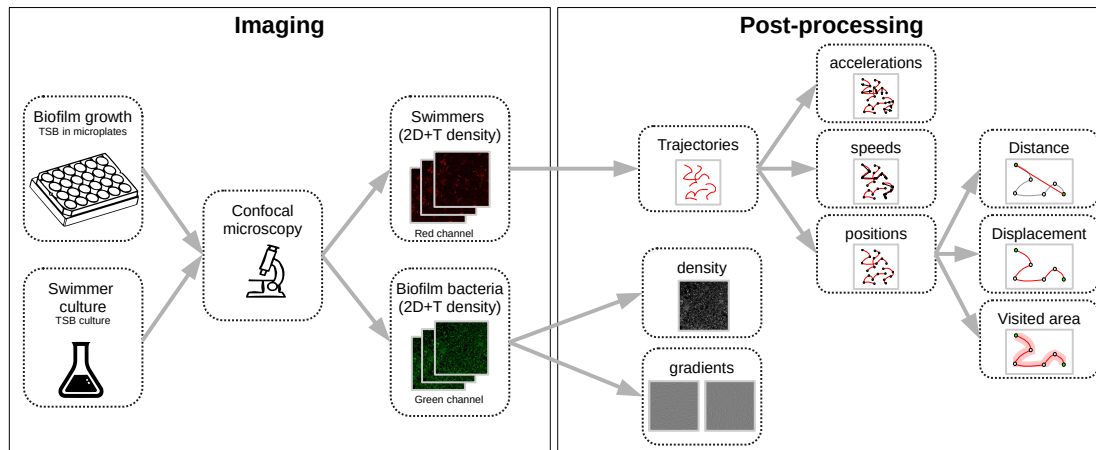 Imaging
Biofilm growth
TSB in microplates
Swimmer
culture
TSB culture
Confocal
microscopy
Swimmers
(2D+T density)
Red channel
Biofilm bacteria
(2D+T density)
Green channel
Post-processing
Trajectories
density
gradients
accelerations
speeds
positions
Distance
Displacement
Visited area